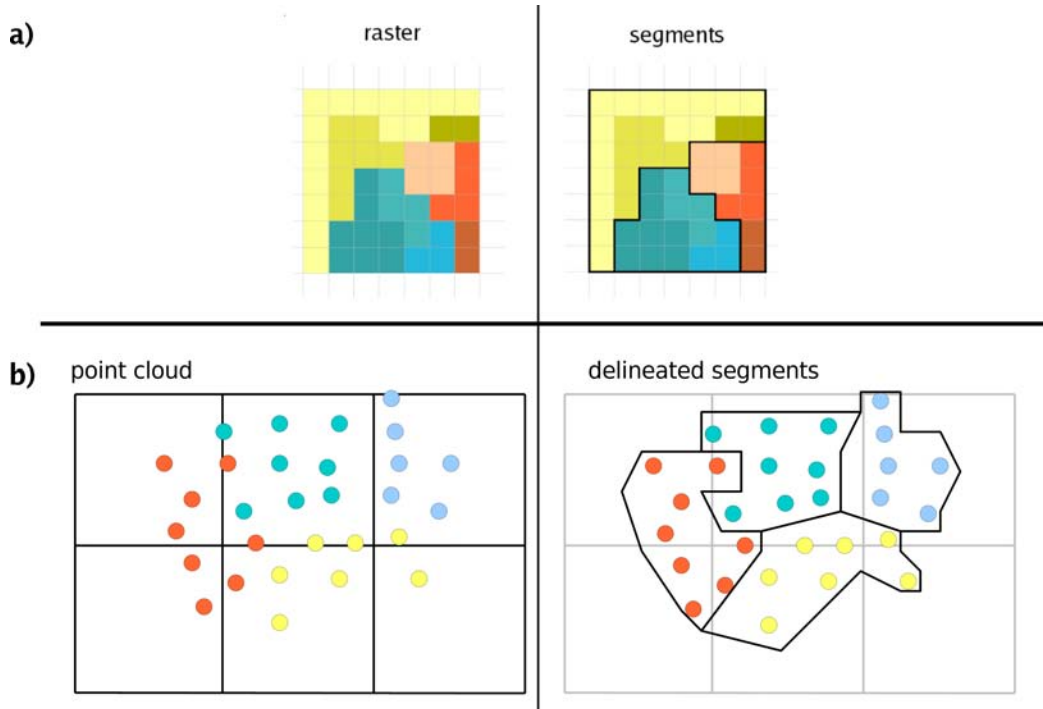 a)
raster
segments
b)
point cloud
delineated segments